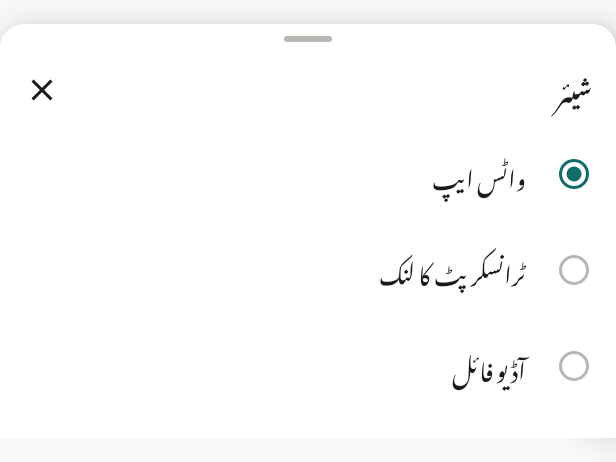 شیئر
واٹس ایپ
ٹرانسکرپٹ کا لنک
آڈیو فائل